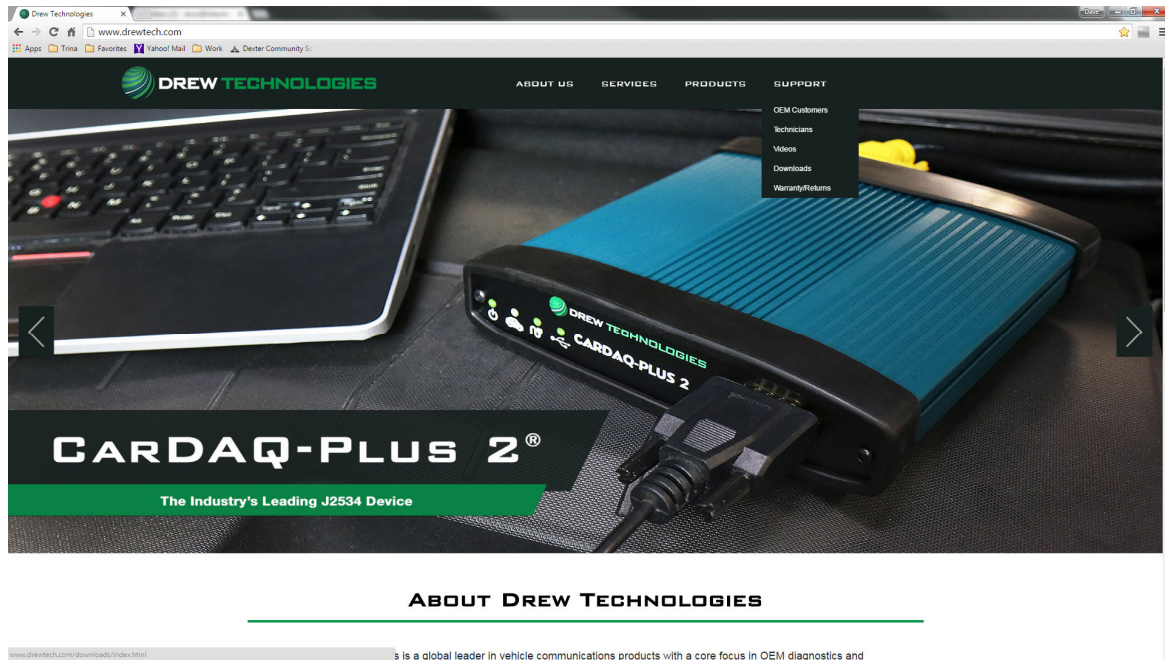 Drew Technologies
Dave
www.drewtech.com
Apps Trina Favorites Yahoo! Mail Work Dexter Community Sc
DREW TECHNOLOGIES
ABOUT US SERVICES PRODUCTS SUPPORT
OEM Customers
Technicians
Videos
Downloads
Warranty/Returns
DREW TECHNOLOGIES
CARDAQ-PLUS 2
CARDAQ-PLUS 2®
The Industry's Leading J2534 Device
ABOUT DREW TECHNOLOGIES
s is a global leader in vehicle communications products with a core focus in OEM diagnostics and
www.drewtech.com/downloads/index.html